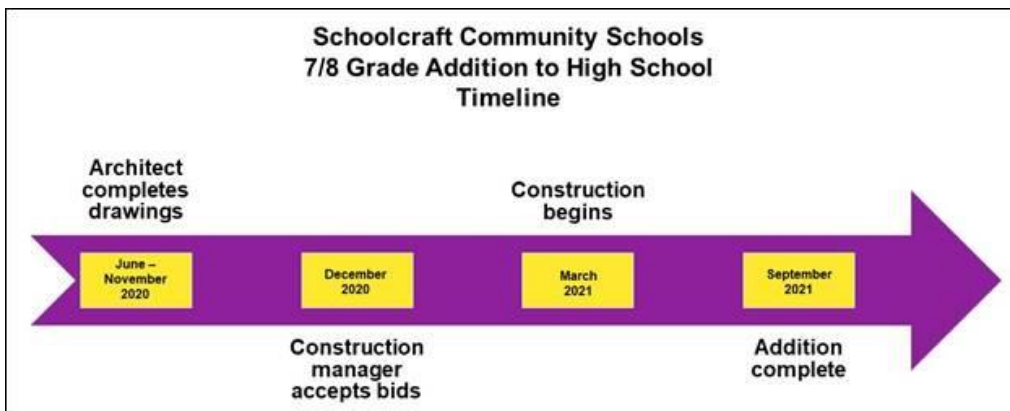 Schoolcraft Community Schools
7/8 Grade Addition to High School
Timeline
Architect
completes
drawings
June –
November
2020
December
2020
Construction
manager
accepts bids
Construction
begins
March
2021
September
2021
Addition
complete